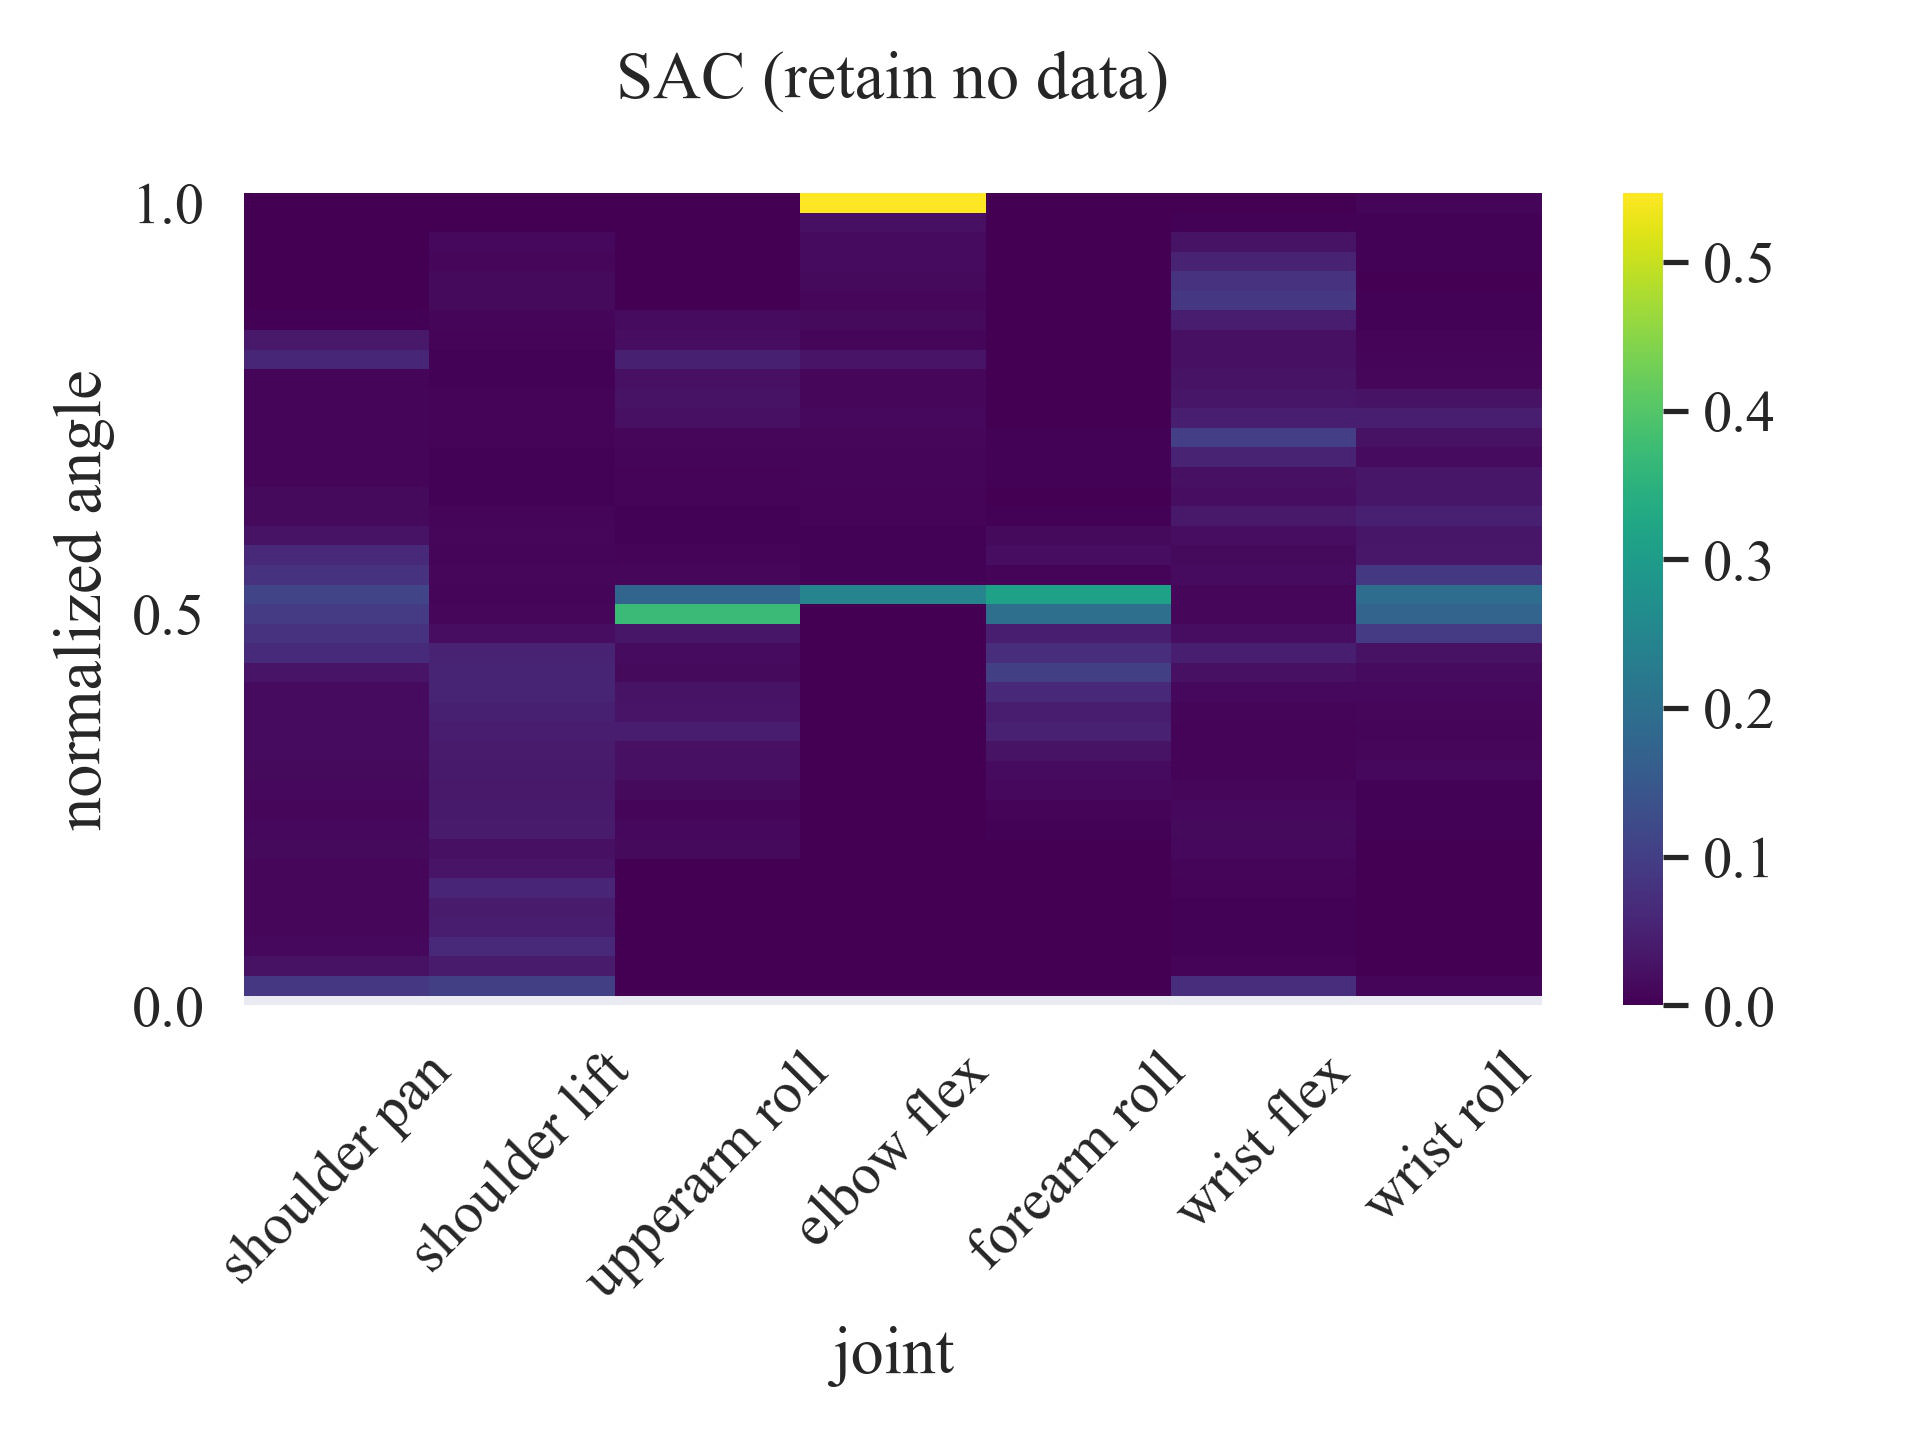 SAC (retain no data)
1.0
0.5
0.0
normalized angle
0.5
0.4
0.3
0.2
0.1
0.0
shoulder pan
shoulder lift
upperarm roll
elbow flex
forearm roll
wrist flex
wrist roll
joint